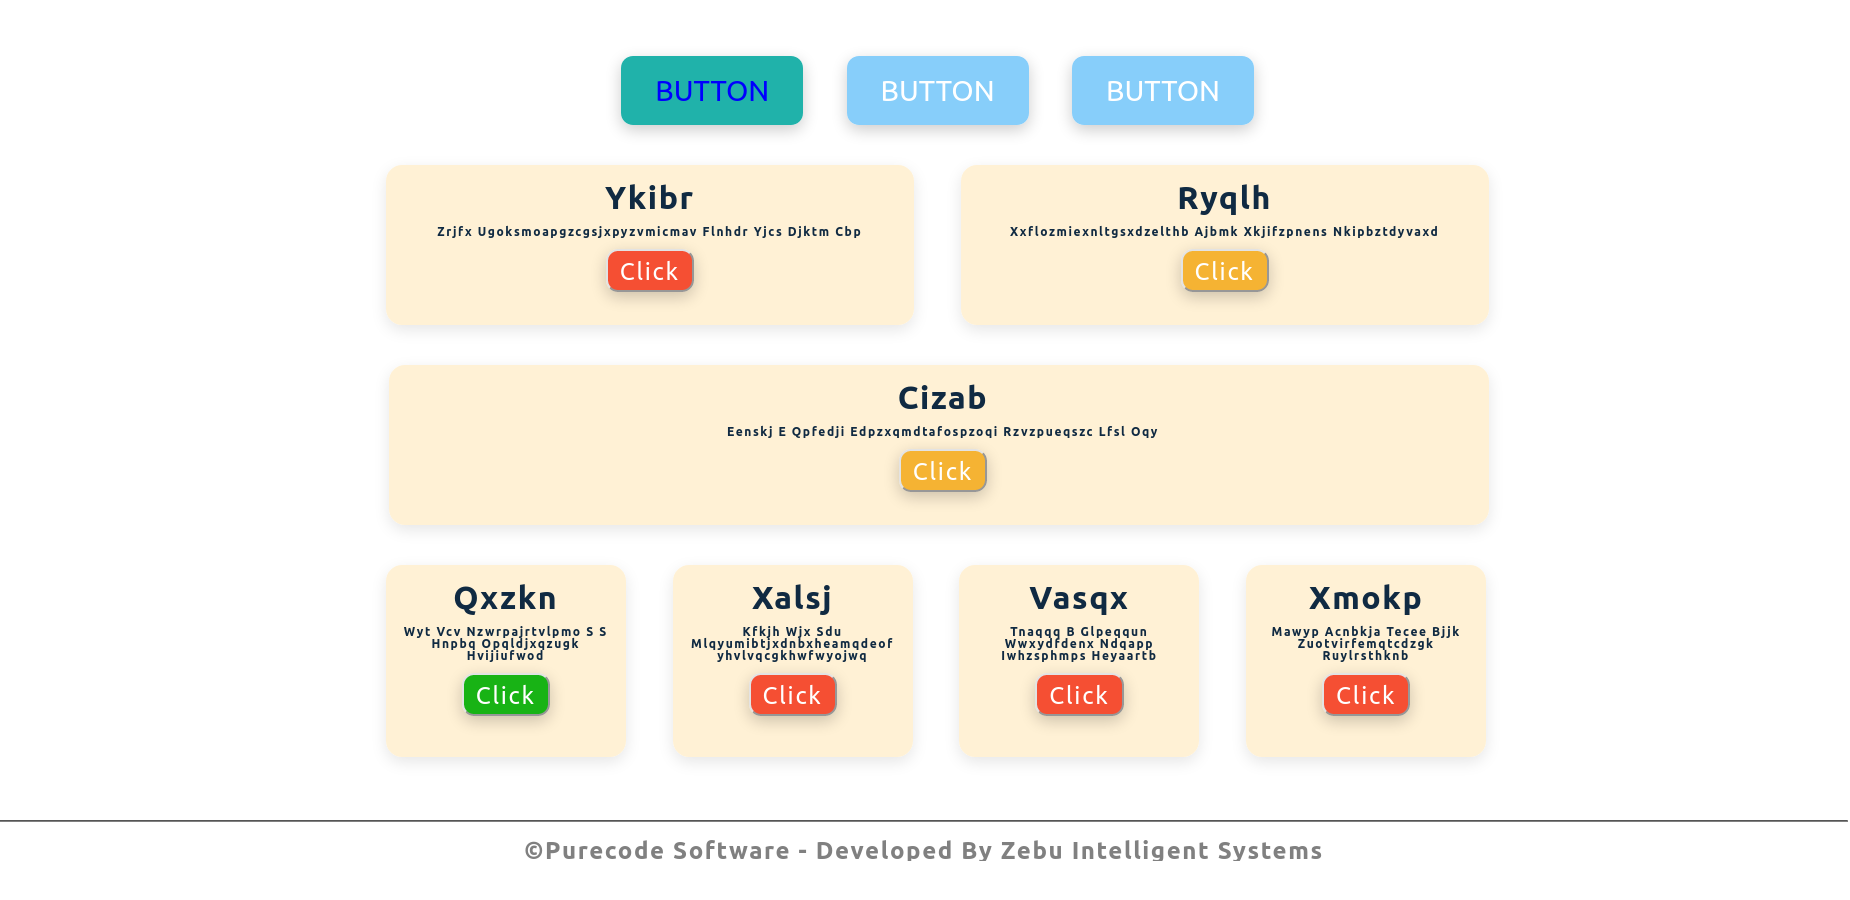 BUTTON BUTTON BUTTON
Ykibr
Zrjfx Ugoksmoapgzcgsjxpyzvmicmav Flnhdr Yjcs Djktm Cbp
Click
Ryqlh
Xxflozmiexnltgsxdzelthb Ajbmk Xkjifzpnens Nkipbztdyvaxd
Click
Cizab
Eenskj E Qpfedji Edpzxqmdtafospzoqi Rzvzpueqszc Lfsl Oqy
Click
Qxzkn
Wyt Vcv Nzwrpajrtvlpmo S S
Hnpbq Opqldjxqzugk
Hvijiufwod
Click
Xalsj
Kfkjh Wjx Sdu
Mlqyumibtjxdnbxheamqdeof
yhvlvqcgkhwfwyojwq
Click
Vasqx
Tnaqqq B Glpeqqun
Wwxydfdenx Ndqapp
Iwhzsphmps Heyaartb
Click
Xmokp
Mawyp Acnbkja Tecee Bjjk
Zuotvirfemqtcdzgk
Ruylrsthknb
Click
©Purecode Software - Developed By Zebu Intelligent Systems